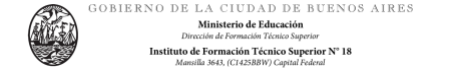 GOBIERNO DE LA CIUDAD DE BUENOS AIRES
Ministerio de Educación
Dirección de Formación Técnico Superior
Instituto de Formación Técnico Superior N° 18
Mansilla 3643, (C1425BBW) Capital Federal